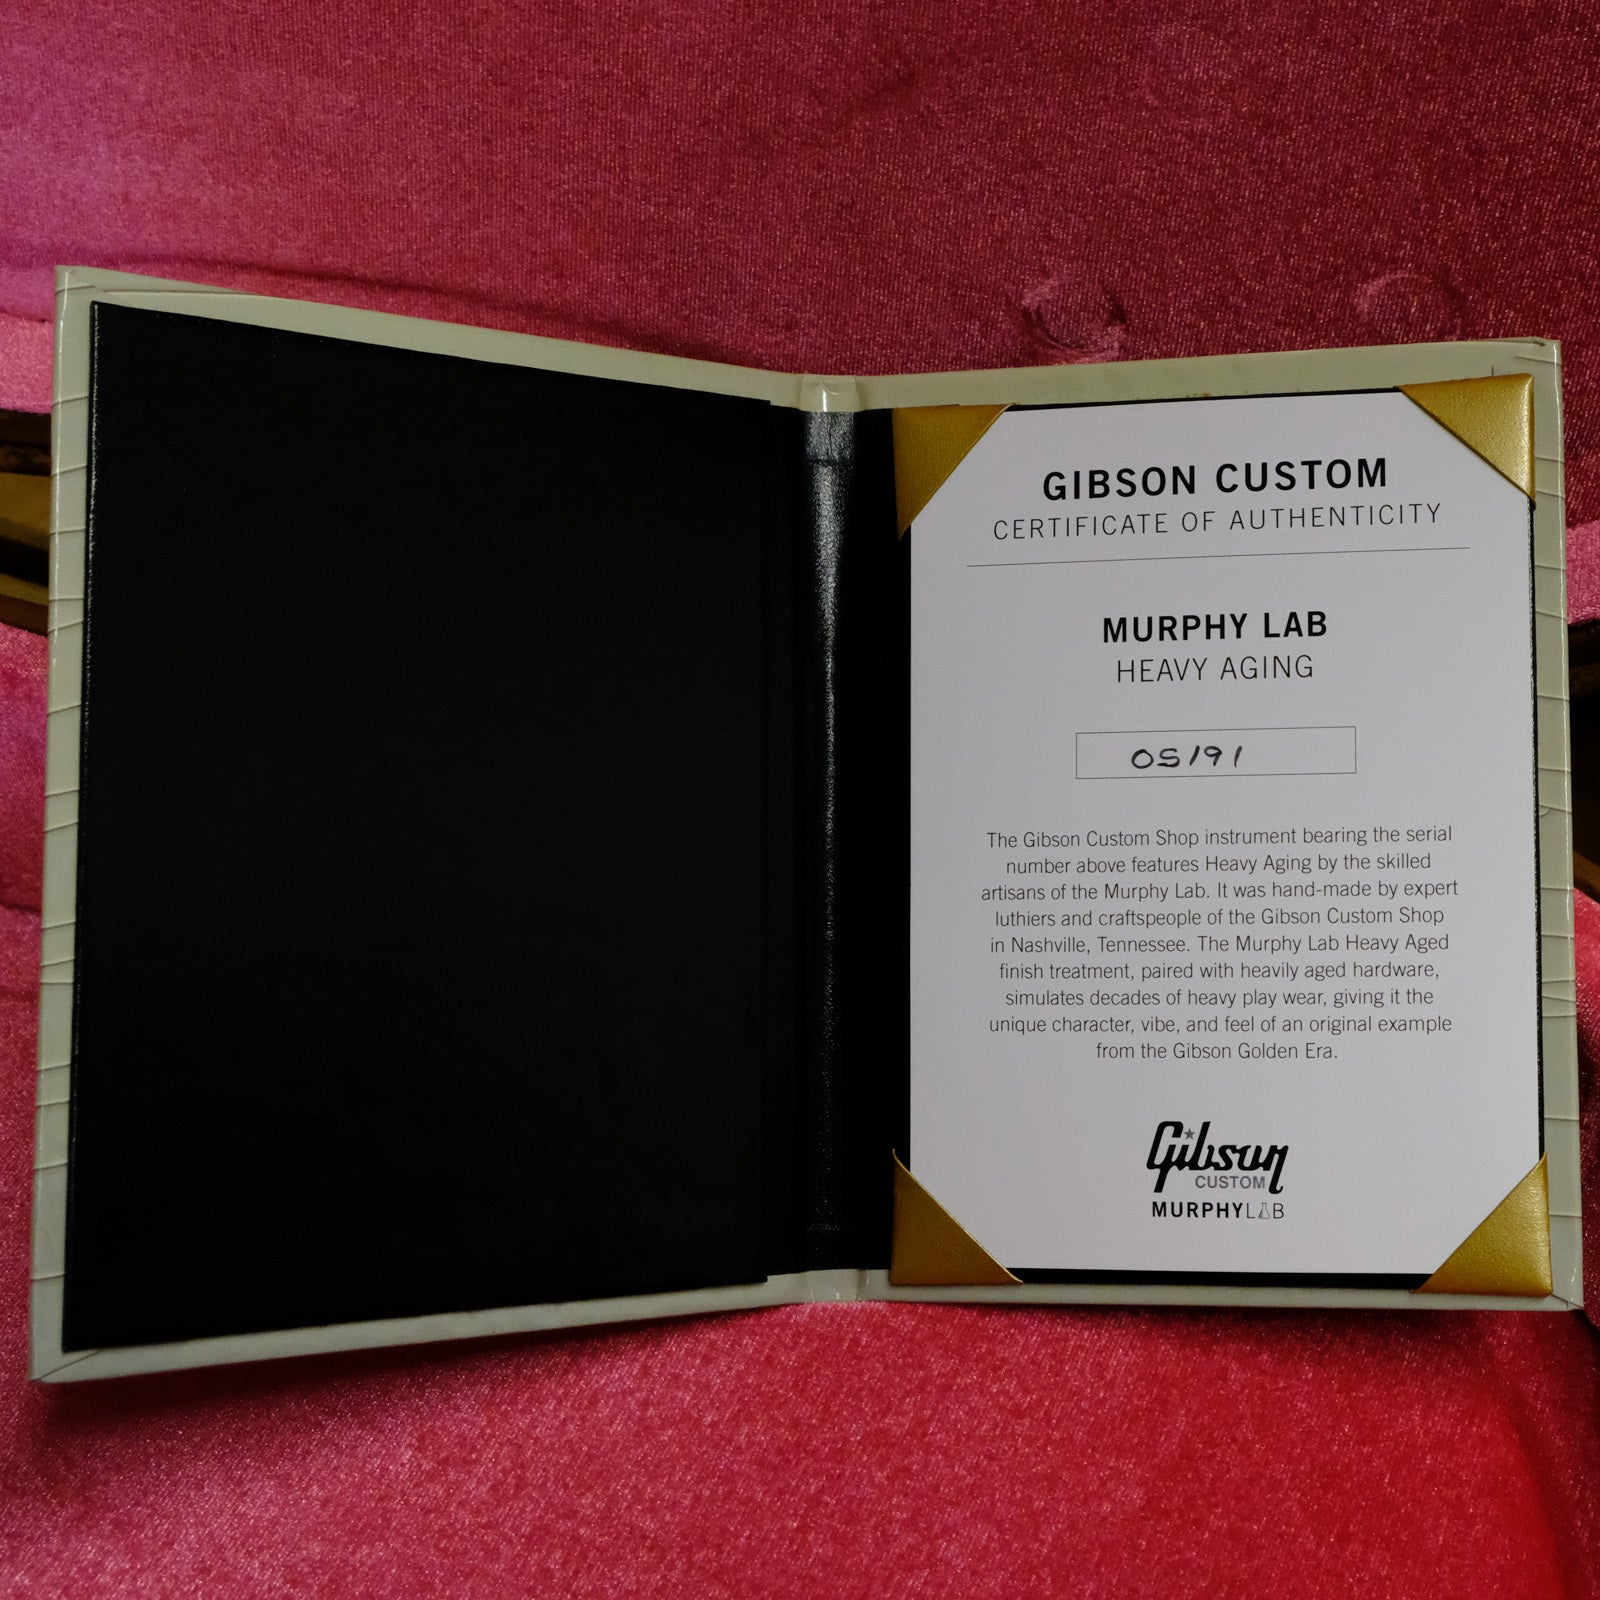 GIBSON CUSTOM
CERTIFICATE OF AUTHENTICITY
MURPHY LAB
HEAVY AGING
05191
The Gibson Custom Shop instrument bearing the serial
number above features Heavy Aging by the skilled
artisans of the Murphy Lab. It was hand-made by expert
luthiers and craftspeople of the Gibson Custom Shop
in Nashville, Tennessee. The Murphy Lab Heavy Aged
finish treatment, paired with heavily aged hardware,
simulates decades of heavy play wear, giving it the
unique character, vibe, and feel of an original example
from the Gibson Golden Era.
Gibson
CUSTOM
MURPHYLAB